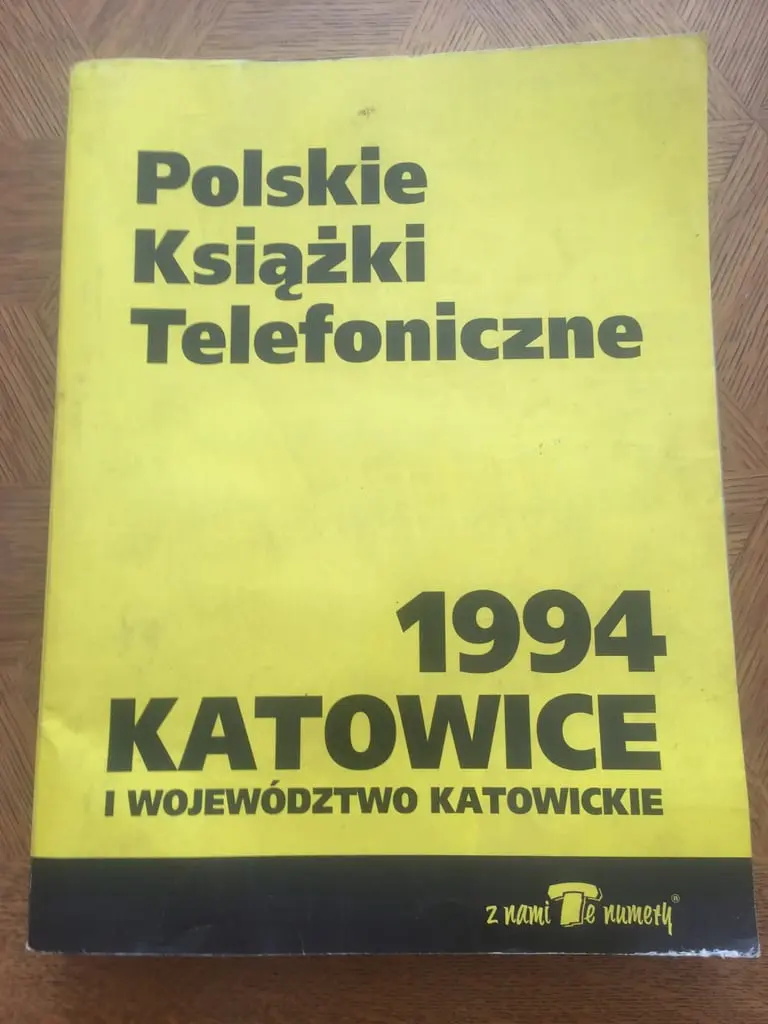 Polskie
Książki
Telefoniczne
1994
KATOWICE
I WOJEWÓDZTWO KATOWICKIE
z nami Te numery®